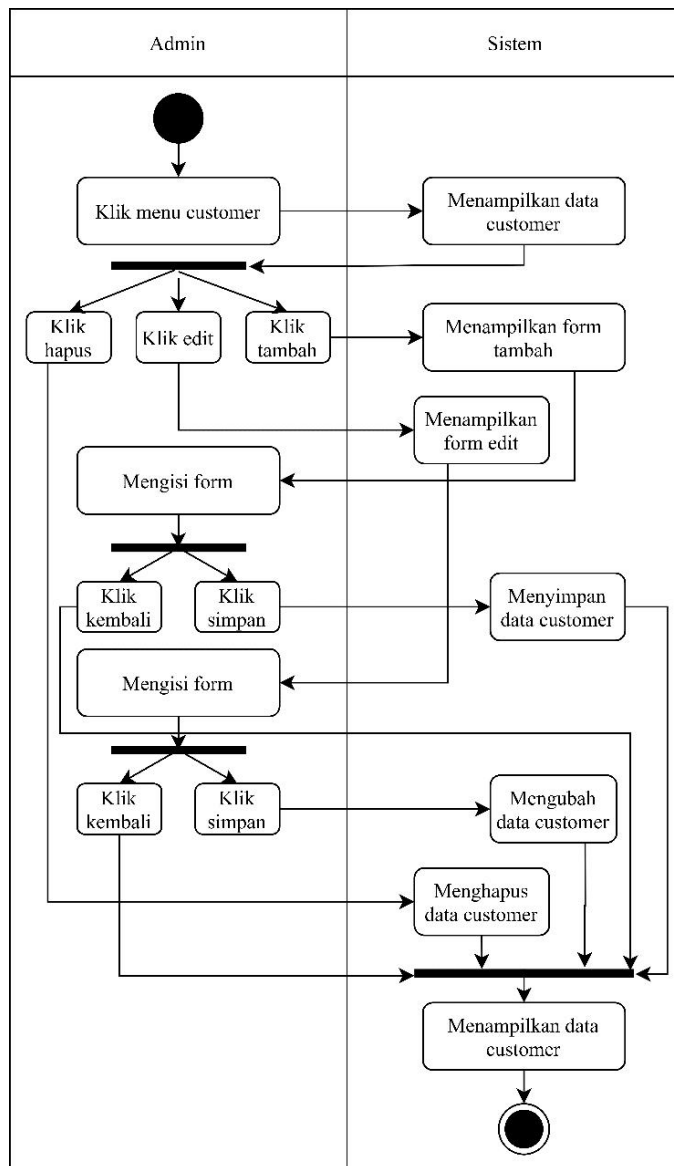 Admin
Sistem
Klik menu customer
Menampilkan data
customer
Klik
hapus
Klik edit
Klik
tambah
Menampilkan form
tambah
Menampilkan
form edit
Mengisi form
Klik
kembali
Klik
simpan
Menyimpan
data customer
Mengisi form
Klik
kembali
Klik
simpan
Mengubah
data customer
Menghapus
data customer
Menampilkan data
customer